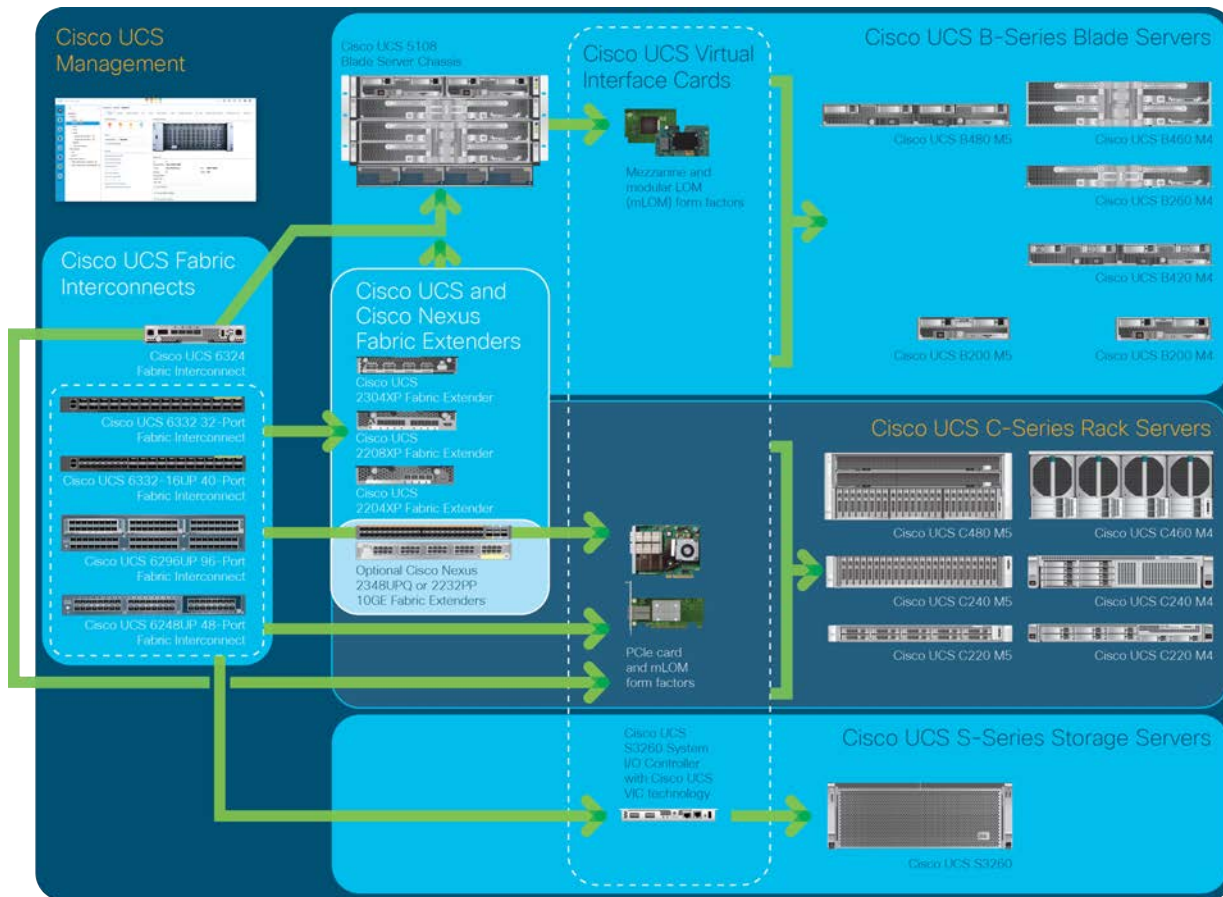 Cisco UCS
Management
Cisco UCS 5108
Blade Server Chassis
Cisco UCS Virtual
Interface Cards
Mezzanine and
modular LOM
(mLOM) form factors
Cisco UCS B-Series Blade Servers
Cisco UCS B480 M5
Cisco UCS B460 M4
Cisco UCS B260 M4
Cisco UCS B420 M4
Cisco UCS B200 M5
Cisco UCS B200 M4
Cisco UCS Fabric
Interconnects
Cisco UCS 6324
Fabric Interconnect
Cisco UCS 6332 32-Port
Fabric Interconnect
Cisco UCS 6332-16UP 40-Port
Fabric Interconnect
Cisco UCS 6296UP 96-Port
Fabric Interconnect
Cisco UCS 6248UP 48-Port
Fabric Interconnect
Cisco UCS and
Cisco Nexus
Fabric Extenders
Cisco UCS
2304XP Fabric Extender
Cisco UCS
2208XP Fabric Extender
Cisco UCS
2204XP Fabric Extender
Optional Cisco Nexus
2348UPQ or 2232PP
10GE Fabric Extenders
PCIe card
and mLOM
form factors
Cisco UCS C-Series Rack Servers
Cisco UCS C480 M5
Cisco UCS C460 M4
Cisco UCS C240 M5
Cisco UCS C240 M4
Cisco UCS C220 M5
Cisco UCS C220 M4
Cisco UCS
S3260 System
I/O Controller
with Cisco UCS
VIC technology
Cisco UCS S-Series Storage Servers
Cisco UCS S3260